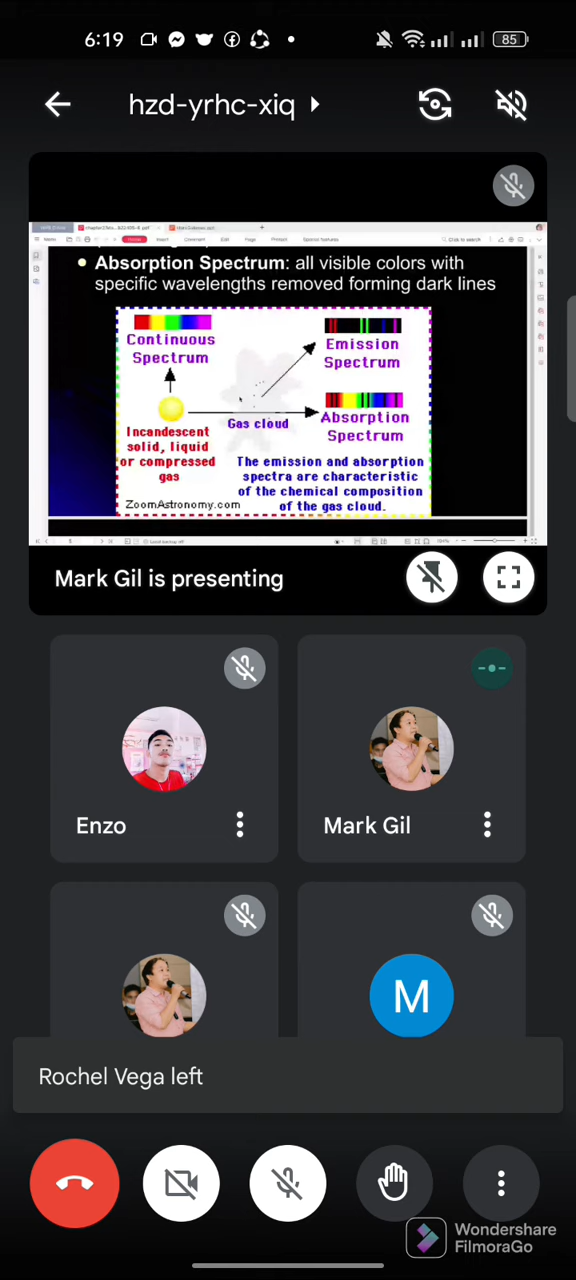 6:19
85
hzd-yrhc-xiq
Absorption Spectrum: all visible colors with
specific wavelengths removed forming dark lines
Continuous
Spectrum
Emission
Spectrum
Gas cloud
Absorption
Spectrum
Incandescent
solid, liquid
or compressed
gas
The emission and absorption
spectra are characteristic
of the chemical composition
of the gas cloud.
ZoomAstronomy.com
Mark Gil is presenting
Enzo
Mark Gil
M
Rochel Vega left
Wondershare
FilmoraGo